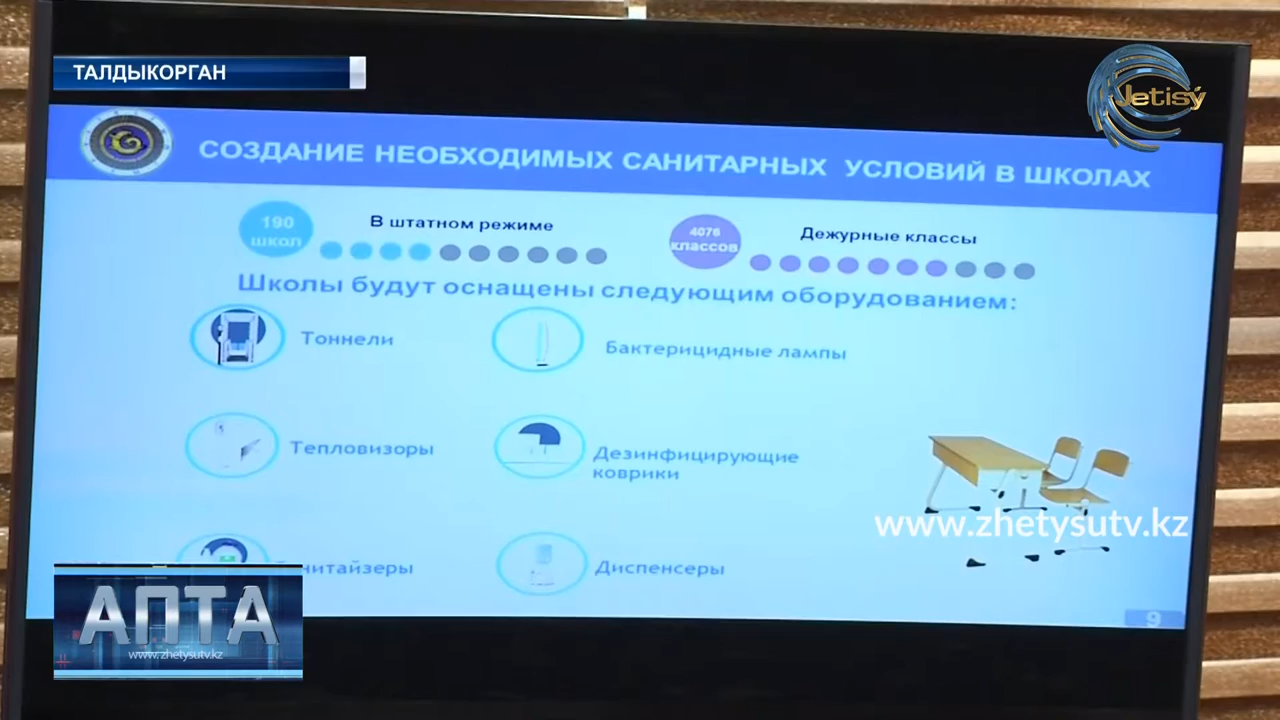 ТАЛДЫКОРГАН
Jetisý
СОЗДАНИЕ НЕОБХОДИМЫХ САНИТАРНЫХ УСЛОВИЙ В ШКОЛАХ
190
школ
В штатном режиме
4076
классов
Дежурные классы
Школы будут оснащены следующим оборудованием:
Тоннели
Бактерицидные лампы
Тепловизоры
Дезинфицирующие
коврики
нитайзеры
Диспенсеры
www.zhetysutv.kz
АПТА
www.zhetysutv.kz
9